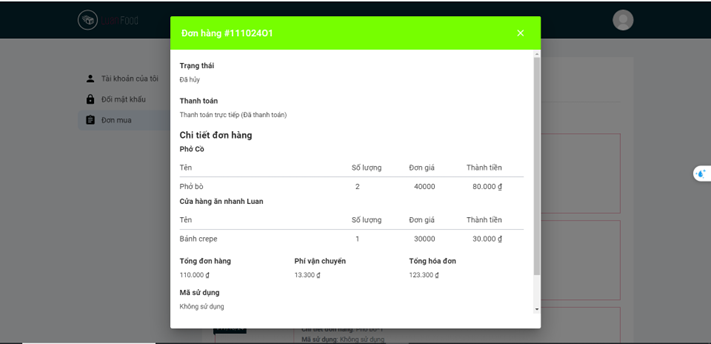 Food
Đơn hàng #111024O1
Tài khoản của tôi
Đổi mật khẩu
Đơn mua
Trạng thái
Đã hủy
Thanh toán
Thanh toán trực tiếp (Đã thanh toán)
Chi tiết đơn hàng
Phở Cồ
Tên Số lượng Đơn giá Thành tiền
Phở bò 2 40000 80.000 ₫
Cửa hàng ăn nhanh Luan
Tên Số lượng Đơn giá Thành tiền
Bánh crepe 1 30000 30.000 ₫
Tổng đơn hàng Phí vận chuyển Tổng hóa đơn
110.000 ₫ 13.300 ₫ 123.300 ₫
Mã sử dụng
Không sử dụng
Mã sử dụng: Không sử dụng